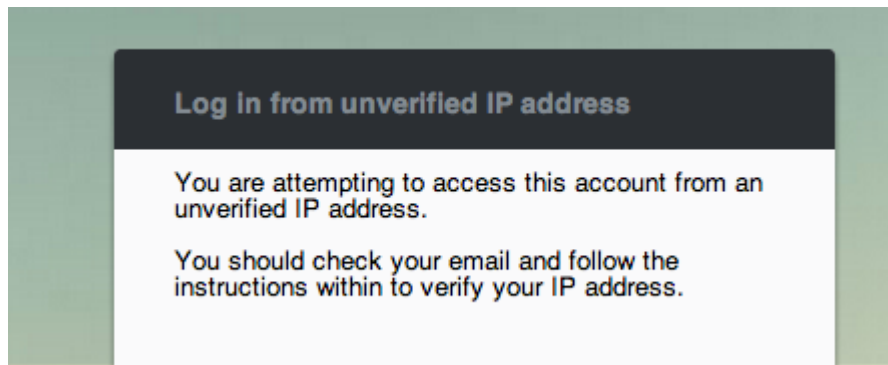 Log in from unverified IP address
You are attempting to access this account from an
unverified IP address.
You should check your email and follow the
instructions within to verify your IP address.